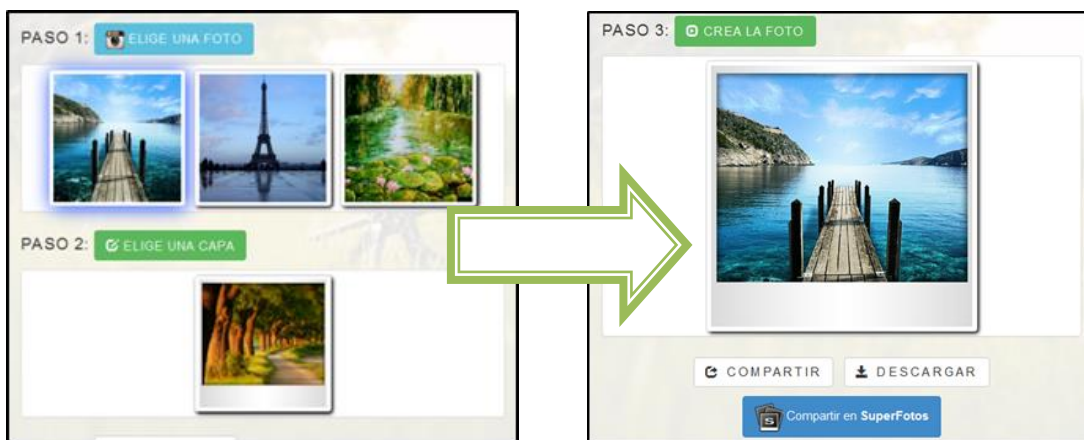 PASO 1: ELIGE UNA FOTO
PASO 2: ELIGE UNA CAPA
PASO 3: CREA LA FOTO
COMPARTIR DESCARGAR
S
Compartir en SuperFotos